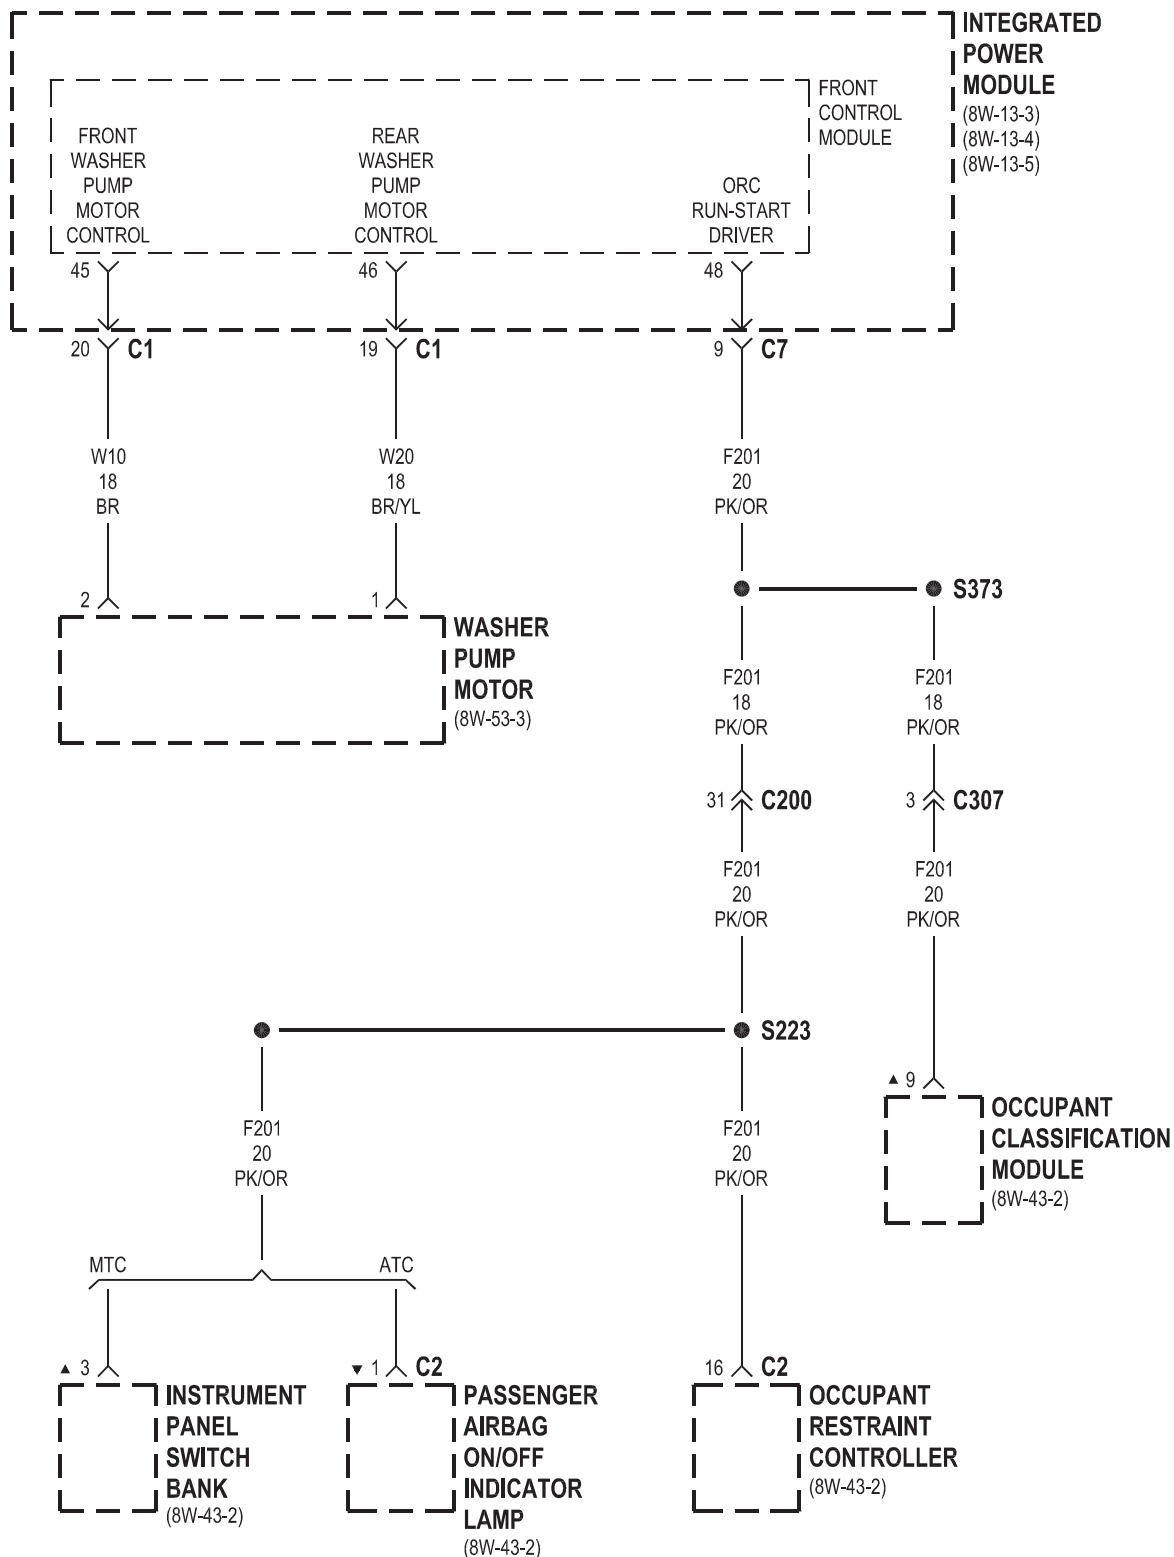 INTEGRATED
POWER
MODULE
(8W-13-3)
(8W-13-4)
(8W-13-5)
FRONT
CONTROL
MODULE
FRONT
WASHER
PUMP
MOTOR
CONTROL
REAR
WASHER
PUMP
MOTOR
CONTROL
ORC
RUN-START
DRIVER
45
46
48
20 C1
19 C1
9 C7
W10
18
BR
W20
18
BR/YL
F201
20
PK/OR
2
1
S373
WASHER
PUMP
MOTOR
(8W-53-3)
F201
18
PK/OR
F201
18
PK/OR
31 C200
3 C307
F201
20
PK/OR
F201
20
PK/OR
S223
▲ 9
OCCUPANT
CLASSIFICATION
MODULE
(8W-43-2)
F201
20
PK/OR
F201
20
PK/OR
MTC
ATC
▲ 3
▼ 1 C2
16 C2
INSTRUMENT
PANEL
SWITCH
BANK
(8W-43-2)
PASSENGER
AIRBAG
ON/OFF
INDICATOR
LAMP
(8W-43-2)
OCCUPANT
RESTRAINT
CONTROLLER
(8W-43-2)